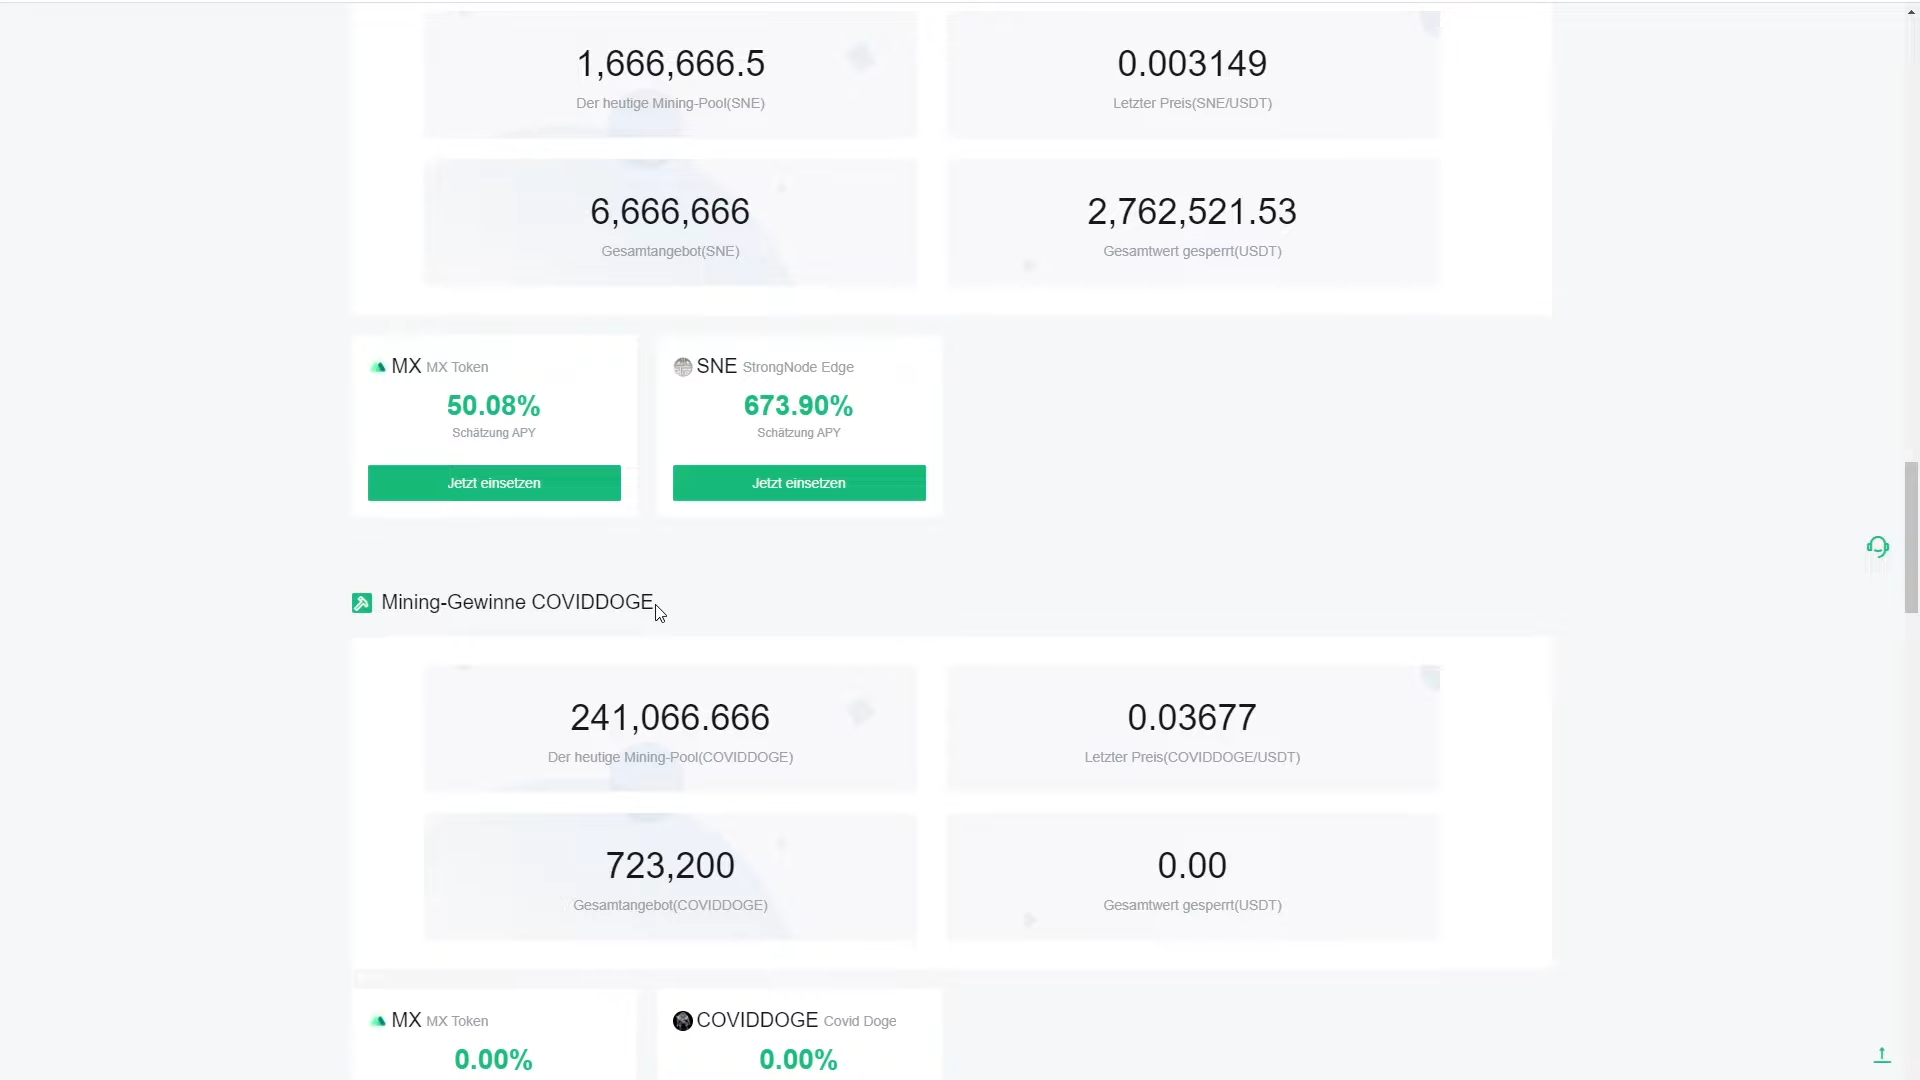 1,666,666.5
Der heutige Mining-Pool(SNE)
0.003149
Letzter Preis(SNE/USDT)
6,666,666
Gesamtangebot(SNE)
2,762,521.53
Gesamtwert gesperrt(USDT)
MX MX Token
50.08%
Schätzung APY
Jetzt einsetzen
SNE StrongNode Edge
673.90%
Schätzung APY
Jetzt einsetzen
Mining-Gewinne COVIDDOGE
241,066.666
Der heutige Mining-Pool(COVIDDOGE)
0.03677
Letzter Preis(COVIDDOGE/USDT)
723,200
Gesamtangebot(COVIDDOGE)
0.00
Gesamtwert gesperrt(USDT)
MX MX Token
0.00%
COVIDDOGE Covid Doge
0.00%